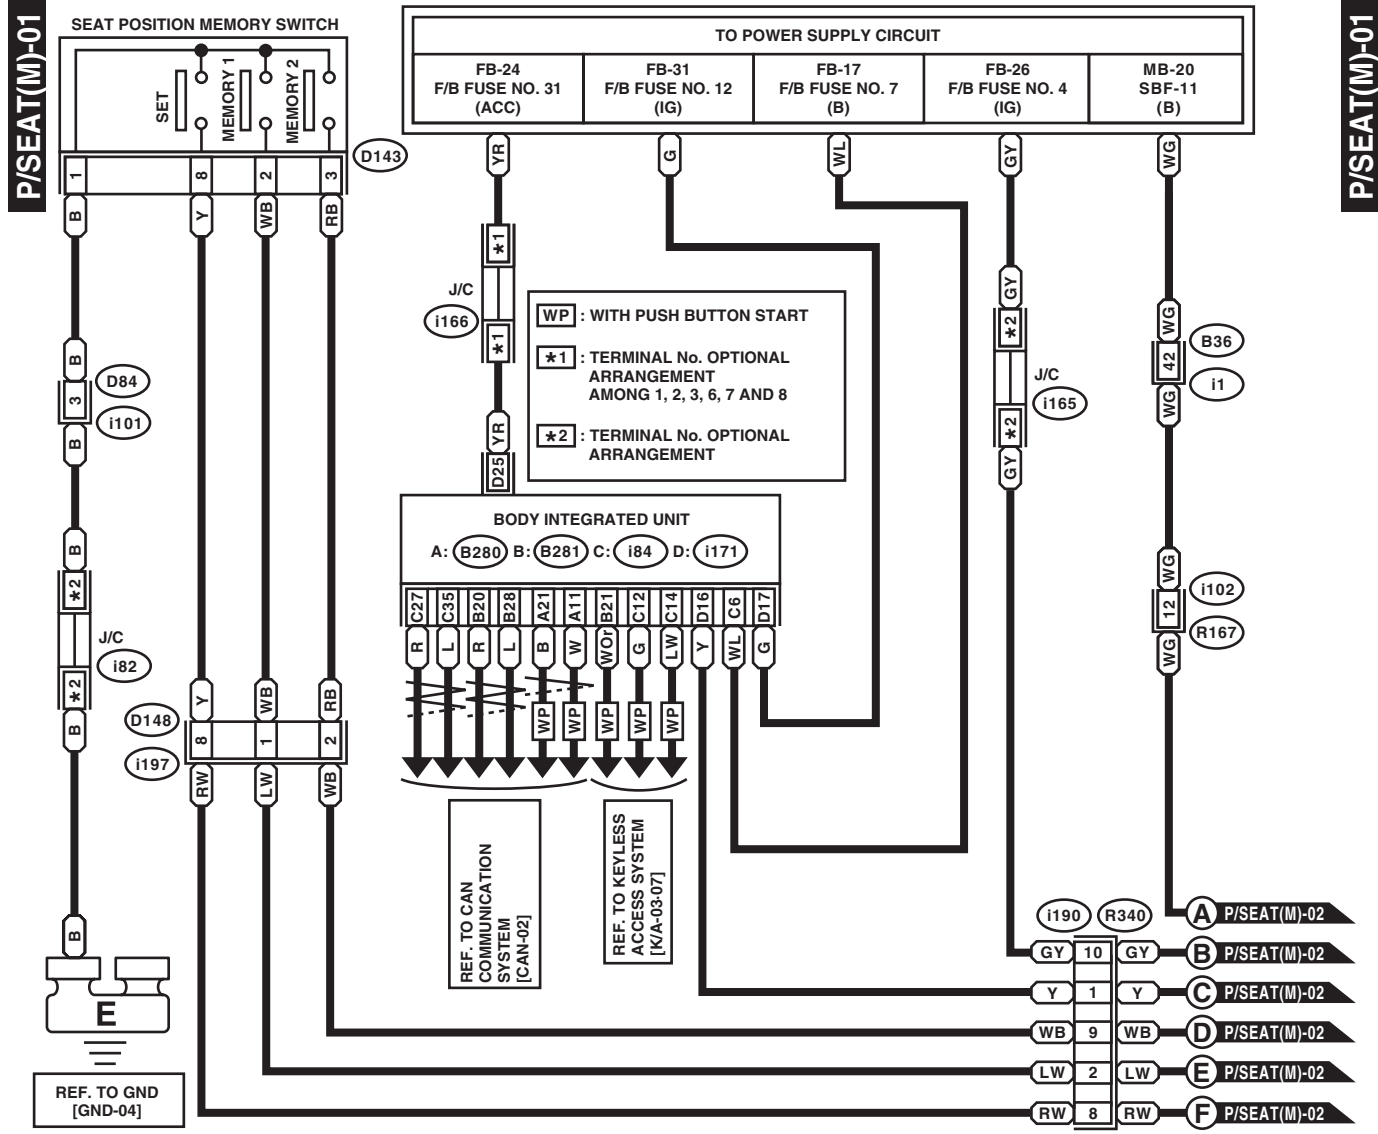 P/SEAT(M)-01
P/SEAT(M)-01
SEAT POSITION MEMORY SWITCH
SET
MEMORY 1
MEMORY 2
1
8
2
3
D143
B
Y
WB
RB
TO POWER SUPPLY CIRCUIT
FB-24
F/B FUSE NO. 31
(ACC)
FB-31
F/B FUSE NO. 12
(IG)
FB-17
F/B FUSE NO. 7
(B)
FB-26
F/B FUSE NO. 4
(IG)
MB-20
SBF-11
(B)
YR
G
WL
GY
WG
*1
J/C
i166
*1
YR
D25
WP : WITH PUSH BUTTON START
*1 : TERMINAL No. OPTIONAL
ARRANGEMENT
AMONG 1, 2, 3, 6, 7 AND 8
*2 : TERMINAL No. OPTIONAL
ARRANGEMENT
GY
*2
J/C
i165
*2
GY
WG
42
B36
i1
WG
B
3
D84
i101
B
B
*2
J/C
i82
*2
B
B
E
REF. TO GND
[GND-04]
BODY INTEGRATED UNIT
A: B280 B: B281 C: i84 D: i171
C27
C35
B20
B28
A21
A11
B21
C12
C14
D16
C6
D17
R
L
R
L
B
W
WOr
G
LW
Y
WL
G
WP
WP
WP
WP
WP
REF. TO CAN
COMMUNICATION
SYSTEM
[CAN-02]
REF. TO KEYLESS
ACCESS SYSTEM
[K/A-03-07]
WG
12
i102
R167
WG
Y
WB
RB
D148
i197
8
1
2
RW
LW
WB
i190 R340
A P/SEAT(M)-02
GY 10 GY B P/SEAT(M)-02
Y 1 Y C P/SEAT(M)-02
WB 9 WB D P/SEAT(M)-02
LW 2 LW E P/SEAT(M)-02
RW 8 RW F P/SEAT(M)-02